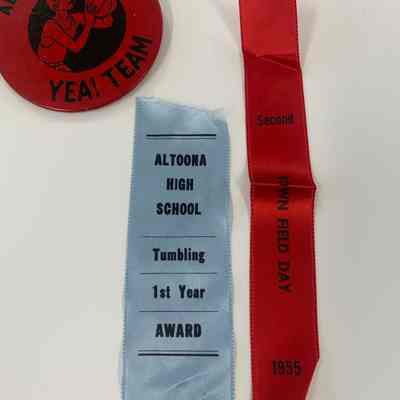 YEA! TEAM
ALTOONA
HIGH
SCHOOL
Tumbling
1st Year
AWARD
Second
FIELD DAY
1955